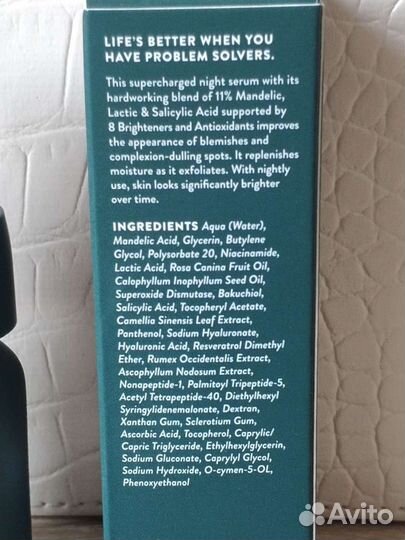 LIFE'S BETTER WHEN YOU
HAVE PROBLEM SOLVERS.
This supercharged night serum with its
hardworking blend of 11% Mandelic,
Lactic & Salicylic Acid supported by
8 Brighteners and Antioxidants improves
the appearance of blemishes and
complexion-dulling spots. It replenishes
moisture as it exfoliates. With nightly
use, skin looks significantly brighter
over time.
INGREDIENTS Aqua (Water),
Mandelic Acid, Glycerin, Butylene
Glycol, Polysorbate 20, Niacinamide,
Lactic Acid, Rosa Canina Fruit Oil,
Calophyllum Inophyllum Seed Oil,
Superoxide Dismutase, Bakuchiol,
Salicylic Acid, Tocopheryl Acetate,
Camellia Sinensis Leaf Extract,
Panthenol, Sodium Hyaluronate,
Hyaluronic Acid, Resveratrol Dimethyl
Ether, Rumex Occidentalis Extract,
Ascophyllum Nodosum Extract,
Nonapeptide-1, Palmitoyl Tripeptide-5,
Acetyl Tetrapeptide-40, Diethylhexyl
Syringylidenemalonate, Dextran,
Xanthan Gum, Sclerotium Gum,
Ascorbic Acid, Tocopherol, Caprylic/
Capric Triglyceride, Ethylhexylglycerin,
Sodium Gluconate, Caprylyl Glycol,
Sodium Hydroxide, O-cymen-5-OL,
Phenoxyethanol
Avito